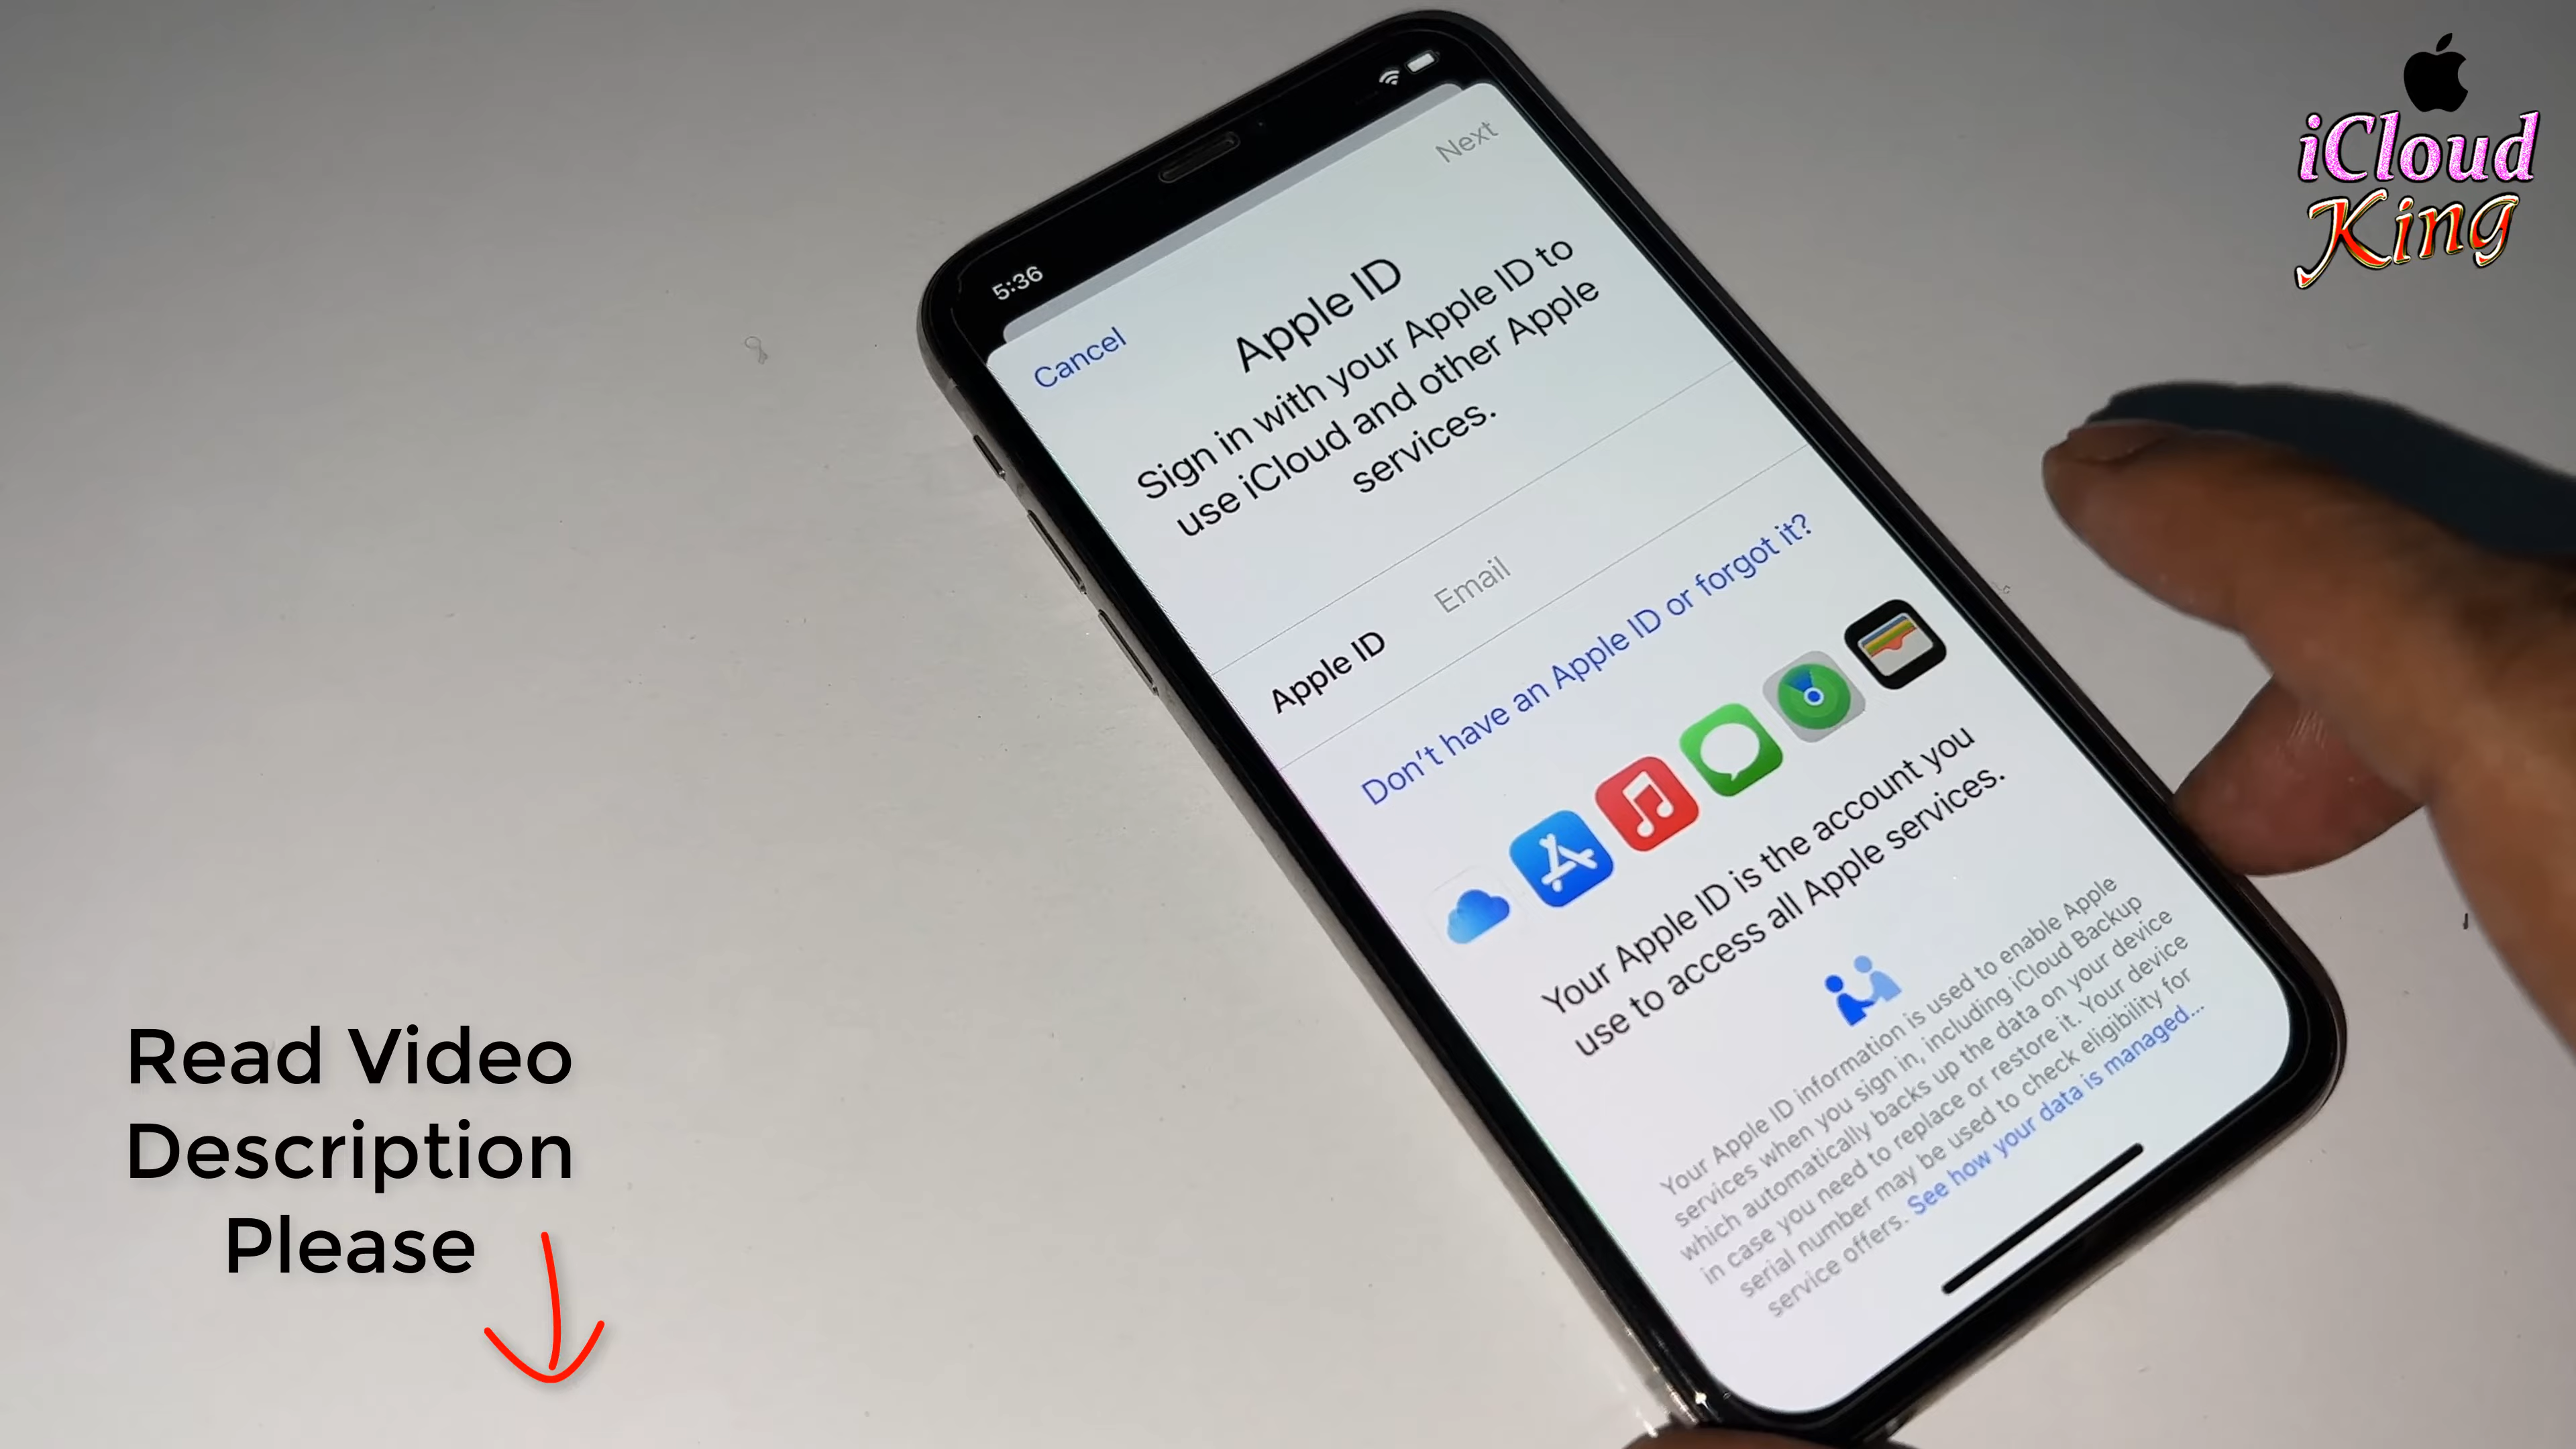 iCloud
King
5:36
Cancel
Next
Apple ID
Sign in with your Apple ID to
use iCloud and other Apple
services.
Apple ID Email
Don't have an Apple ID or forgot it?
Your Apple ID is the account you
use to access all Apple services.
Your Apple ID information is used to enable Apple
services when you sign in, including iCloud Backup
which automatically backs up the data on your device
in case you need to replace or restore it. Your device
serial number may be used to check eligibility for
service offers. See how your data is managed...
Read Video
Description
Please